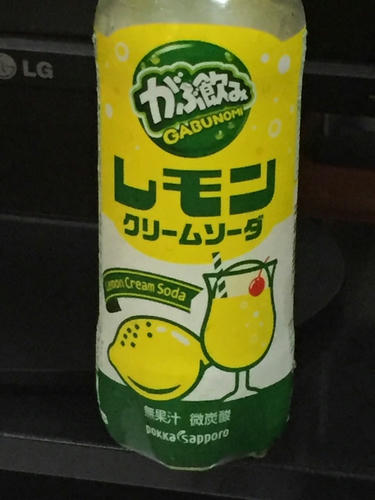 LG
がぶ飲み
GABUNOMI
レモン
クリームソーダ
Lemon Cream Soda
無果汁 微炭酸
pokka sapporo